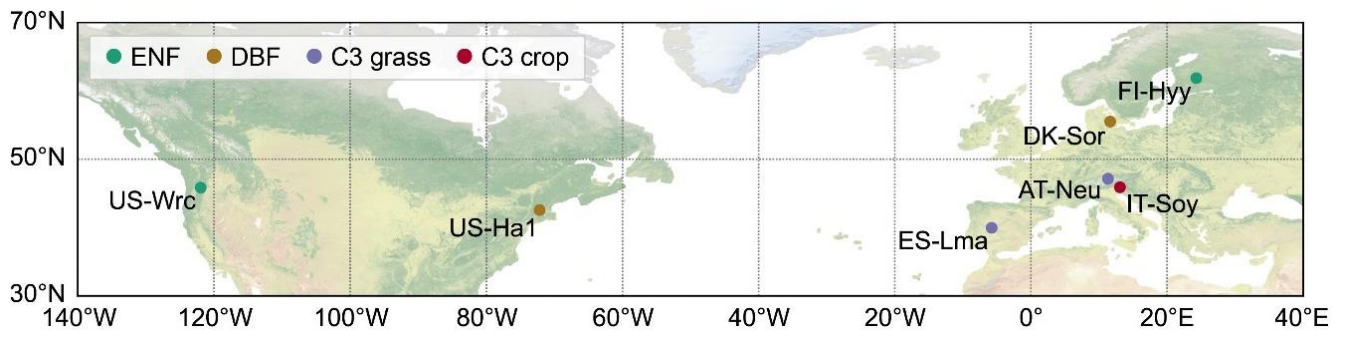 70°N
ENF DBF C3 grass C3 crop
FI-Hyy
DK-Sor
50°N
AT-Neu
US-Wrc
IT-Soy
US-Ha1
ES-Lma
30°N
140°W 120°W 100°W 80°W 60°W 40°W 20°W 0° 20°E 40°E